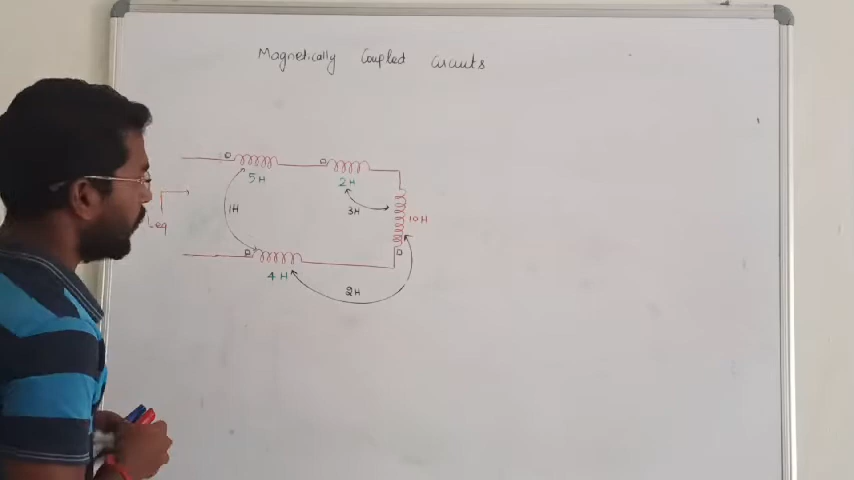 Magnetically Coupled Circuits
5H
2H
1H
3H
10H
Leq
4H
2H